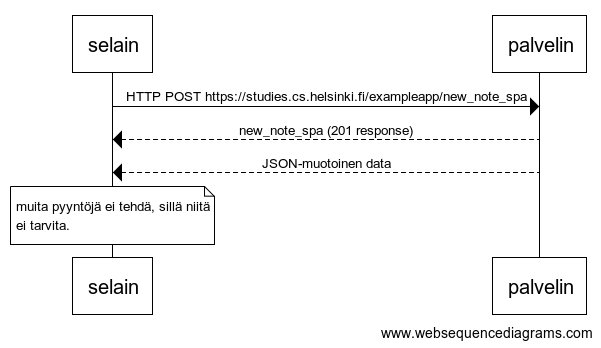 selain
palvelin
HTTP POST https://studies.cs.helsinki.fi/exampleapp/new_note_spa
new_note_spa (201 response)
JSON-muotoinen data
muita pyyntöjä ei tehdä, sillä niitä
ei tarvita.
selain
palvelin
www.websequencediagrams.com